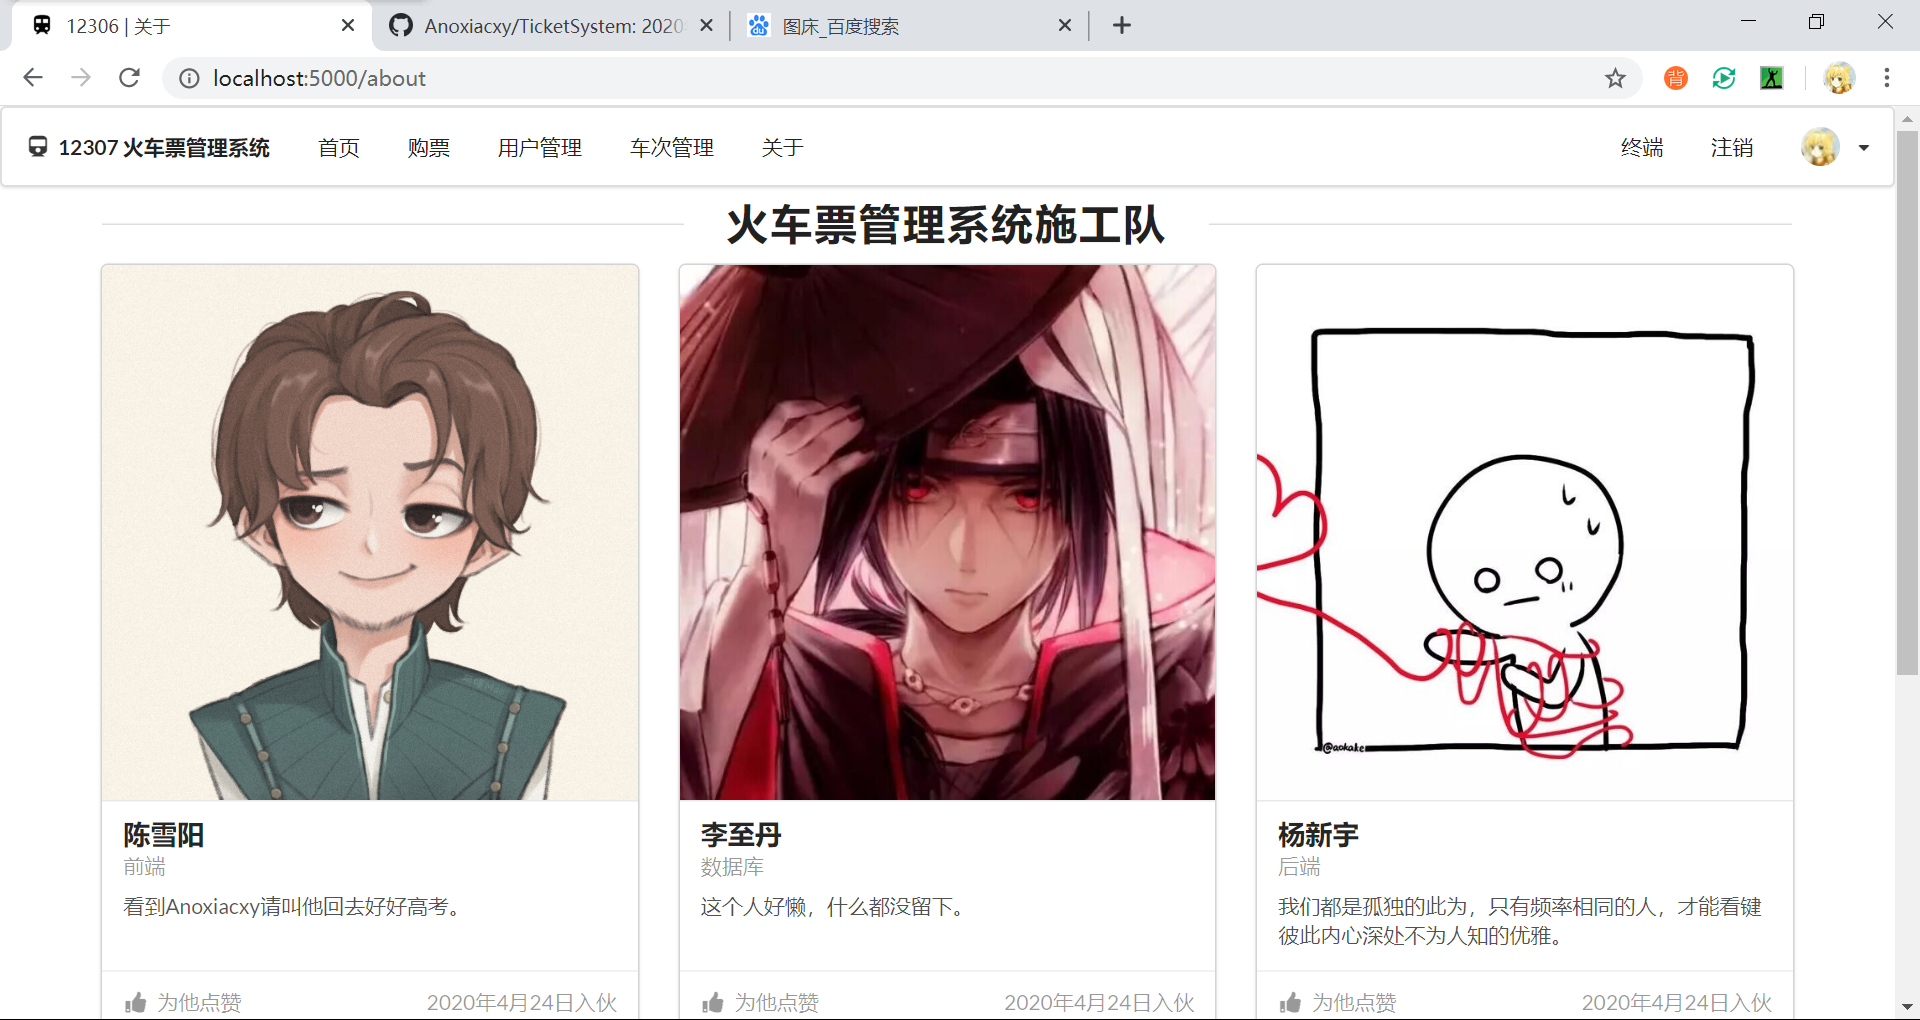 12306 | 关于
Anoxiacxy/TicketSystem: 2020
图床_百度搜索
localhost:5000/about
背
12307 火车票管理系统
首页
购票
用户管理
车次管理
关于
终端
注销
火车票管理系统施工队
@aokake
陈雪阳
前端
看到Anoxiacxy请叫他回去好好高考。
为他点赞
2020年4月24日入伙
李至丹
数据库
这个人好懒，什么都没留下。
为他点赞
2020年4月24日入伙
杨新宇
后端
我们都是孤独的此为，只有频率相同的人，才能看键
彼此内心深处不为人知的优雅。
为他点赞
2020年4月24日入伙